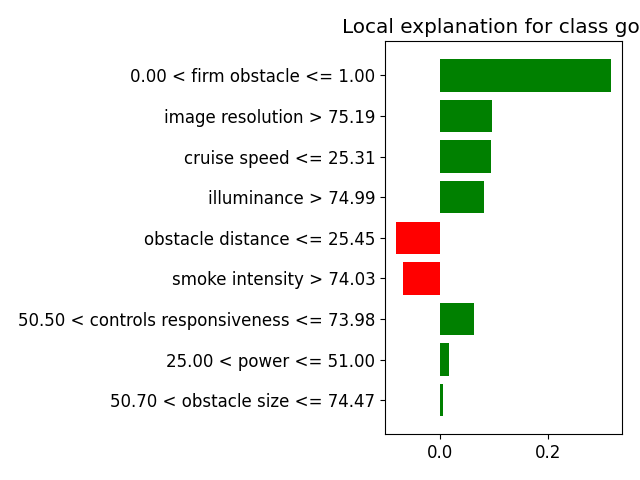 Local explanation for class go
0.00 < firm obstacle <= 1.00
image resolution > 75.19
cruise speed <= 25.31
illuminance > 74.99
obstacle distance <= 25.45
smoke intensity > 74.03
50.50 < controls responsiveness <= 73.98
25.00 < power <= 51.00
50.70 < obstacle size <= 74.47
0.0 0.2